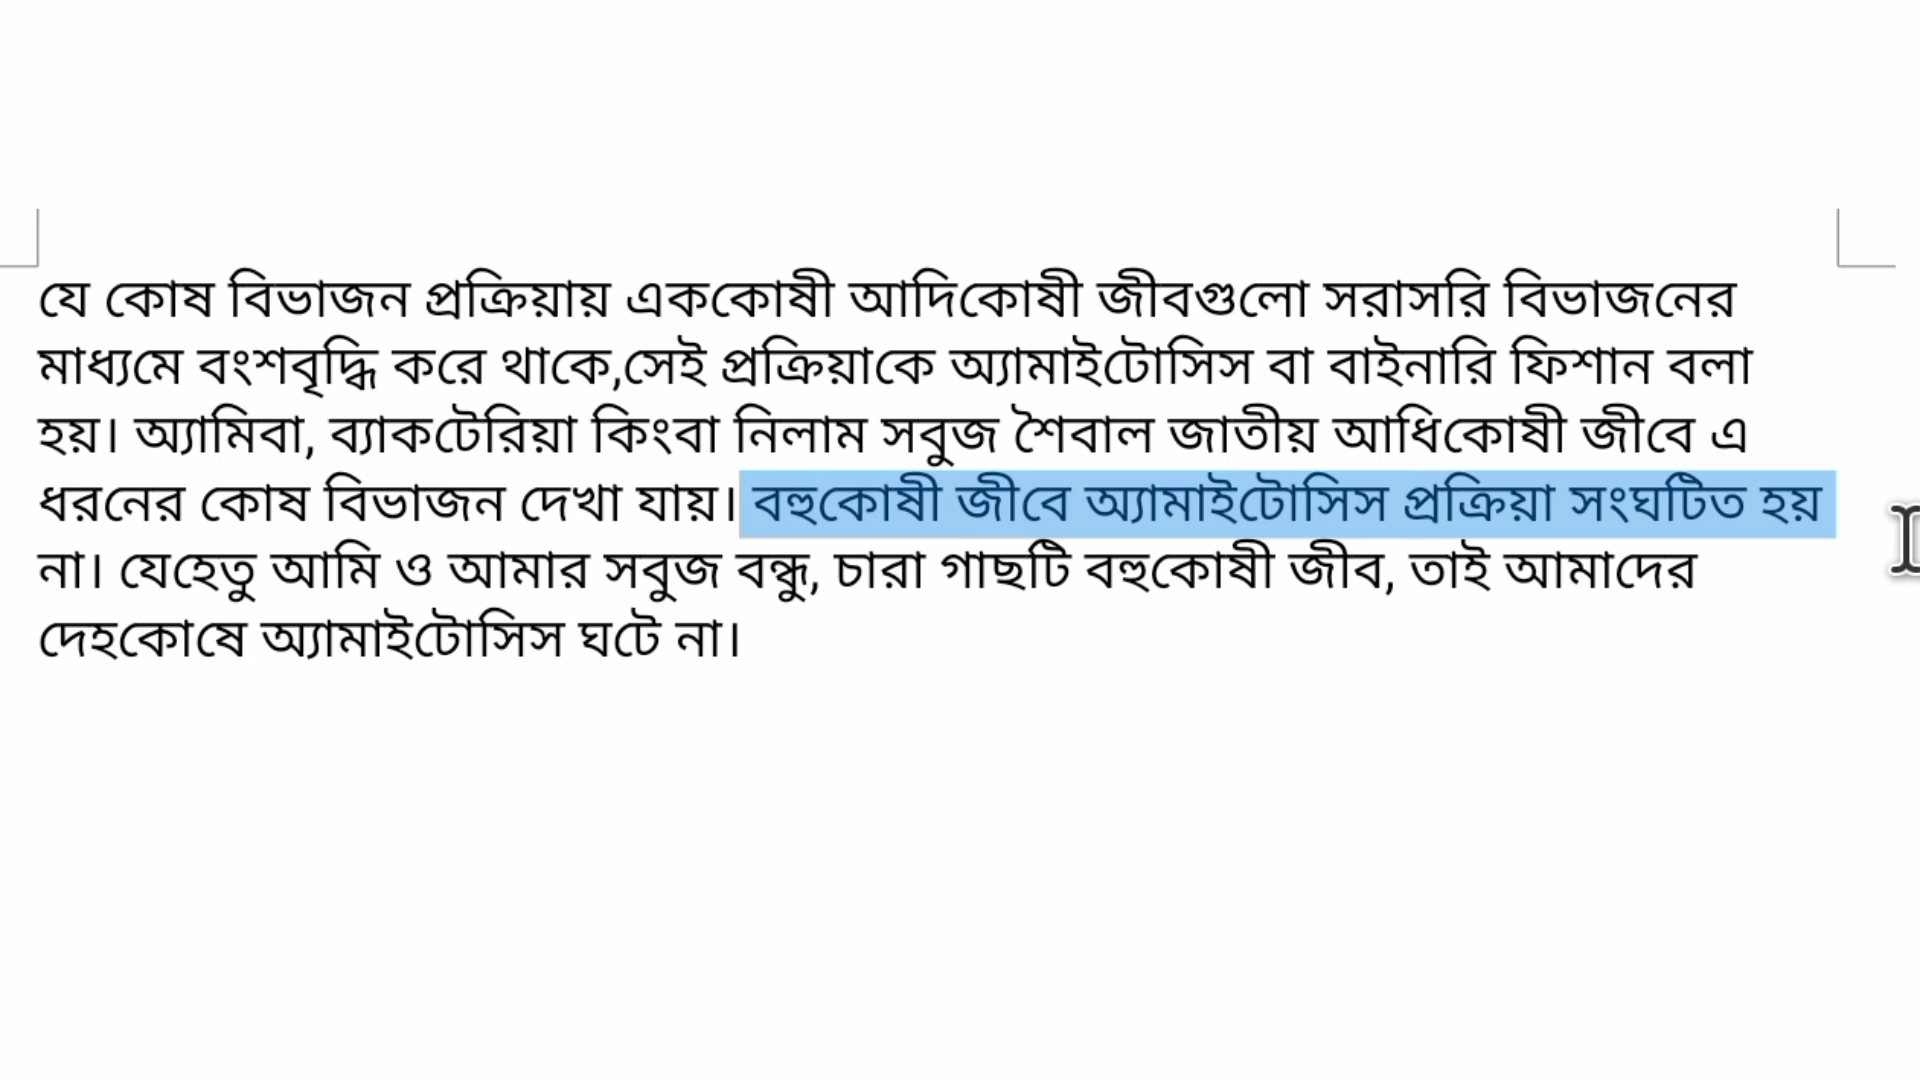 যে কোষ বিভাজন প্রক্রিয়ায় এককোষী আদিকোষী জীবগুলো সরাসরি বিভাজনের
মাধ্যমে বংশবৃদ্ধি করে থাকে,সেই প্রক্রিয়াকে অ্যামাইটোসিস বা বাইনারি ফিশান বলা
হয়। অ্যামিবা, ব্যাকটেরিয়া কিংবা নিলাম সবুজ শৈবাল জাতীয় আধিকোষী জীবে এ
ধরনের কোষ বিভাজন দেখা যায়। বহুকোষী জীবে অ্যামাইটোসিস প্রক্রিয়া সংঘটিত হয়
না। যেহেতু আমি ও আমার সবুজ বন্ধু, চারা গাছটি বহুকোষী জীব, তাই আমাদের
দেহকোষে অ্যামাইটোসিস ঘটে না।